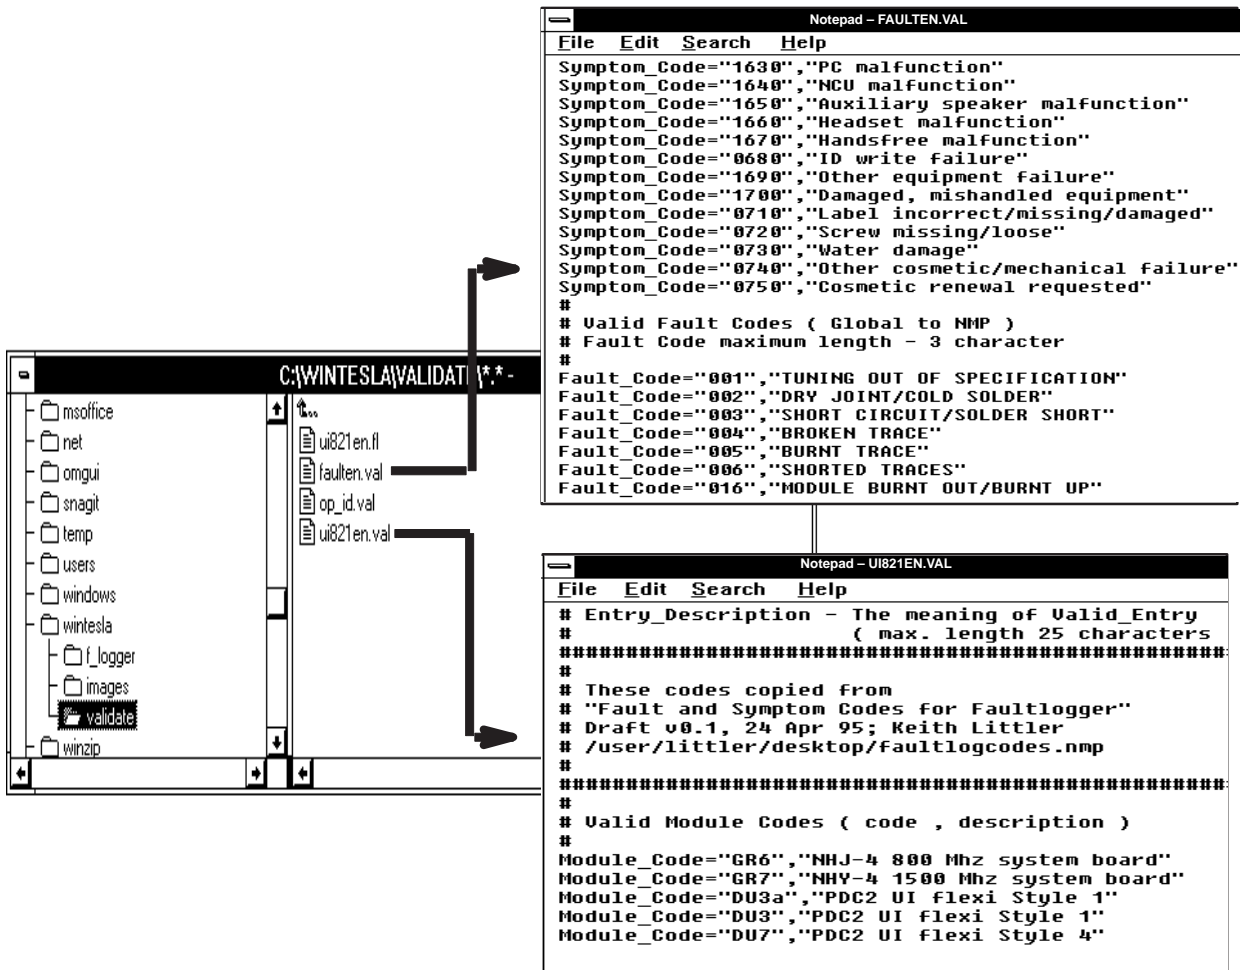 Notepad – FAULTEN.VAL
File Edit Search Help
Symptom_Code="1630","PC malfunction"
Symptom_Code="1640","NCU malfunction"
Symptom_Code="1650","Auxiliary speaker malfunction"
Symptom_Code="1660","Headset malfunction"
Symptom_Code="1670","Handsfree malfunction"
Symptom_Code="0680","ID write failure"
Symptom_Code="1690","Other equipment failure"
Symptom_Code="1700","Damaged, mishandled equipment"
Symptom_Code="0710","Label incorrect/missing/damaged"
Symptom_Code="0720","Screw missing/loose"
Symptom_Code="0730","Water damage"
Symptom_Code="0740","Other cosmetic/mechanical failure"
Symptom_Code="0750","Cosmetic renewal requested"
#
# Valid Fault Codes ( Global to NMP )
# Fault Code maximum length - 3 character
#
Fault_Code="001","TUNING OUT OF SPECIFICATION"
Fault_Code="002","DRY JOINT/COLD SOLDER"
Fault_Code="003","SHORT CIRCUIT/SOLDER SHORT"
Fault_Code="004","BROKEN TRACE"
Fault_Code="005","BURNT TRACE"
Fault_Code="006","SHORTED TRACES"
Fault_Code="016","MODULE BURNT OUT/BURNT UP"
C:\WINTESLA\VALIDATE\*.* -
msoffice
net
omgui
snagit
temp
users
windows
wintesla
f_logger
images
validate
winzip
ui821en.fl
faulten.val
op_id.val
ui821en.val
Notepad – UI821EN.VAL
File Edit Search Help
# Entry_Description - The meaning of Valid_Entry
# ( max. length 25 characters
##################################################
#
# These codes copied from
# "Fault and Symptom Codes for Faultlogger"
# Draft v0.1, 24 Apr 95; Keith Littler
# /user/littler/desktop/faultlogcodes.nmp
#
##################################################
#
# Valid Module Codes ( code , description )
#
Module_Code="GR6","NHJ-4 800 Mhz system board"
Module_Code="GR7","NHY-4 1500 Mhz system board"
Module_Code="DU3a","PDC2 UI flexi Style 1"
Module_Code="DU3","PDC2 UI flexi Style 1"
Module_Code="DU7","PDC2 UI flexi Style 4"